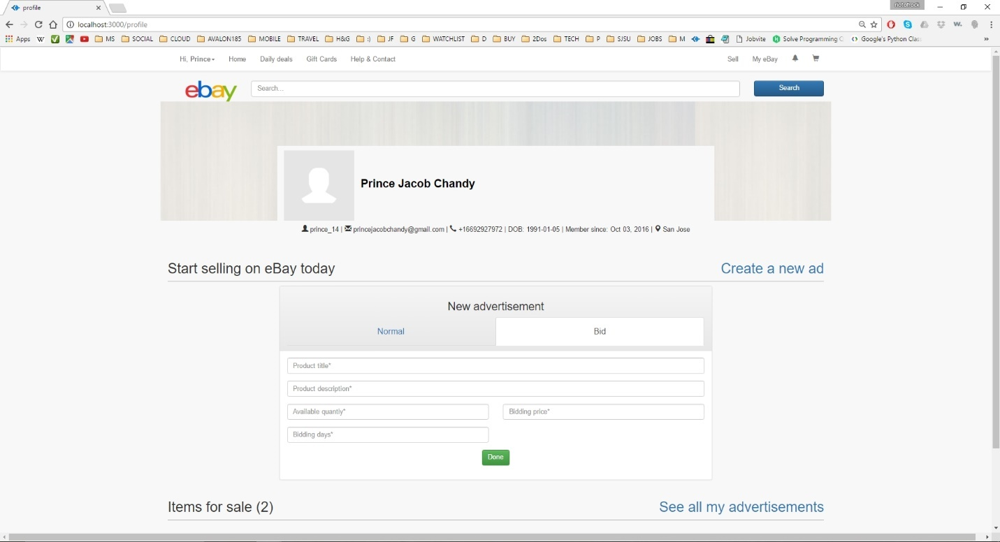 profile
notafrock
localhost:3000/profile
Apps MS SOCIAL CLOUD AVALON185 MOBILE TRAVEL H&G :) JF G WATCHLIST D BUY 2Dos TECH P SJSU JOBS M Jobvite Solve Programming Google's Python Clas »
Hi, Prince Home Daily deals Gift Cards Help & Contact Sell My eBay
ebay Search... Search
Prince Jacob Chandy
prince_14 | princejacobchandy@gmail.com | +16692927972 | DOB: 1991-01-05 | Member since: Oct 03, 2016 | San Jose
Start selling on eBay today Create a new ad
New advertisement
Normal Bid
Product title*
Product description*
Available quantiy* Bidding price*
Bidding days*
Done
Items for sale (2) See all my advertisements